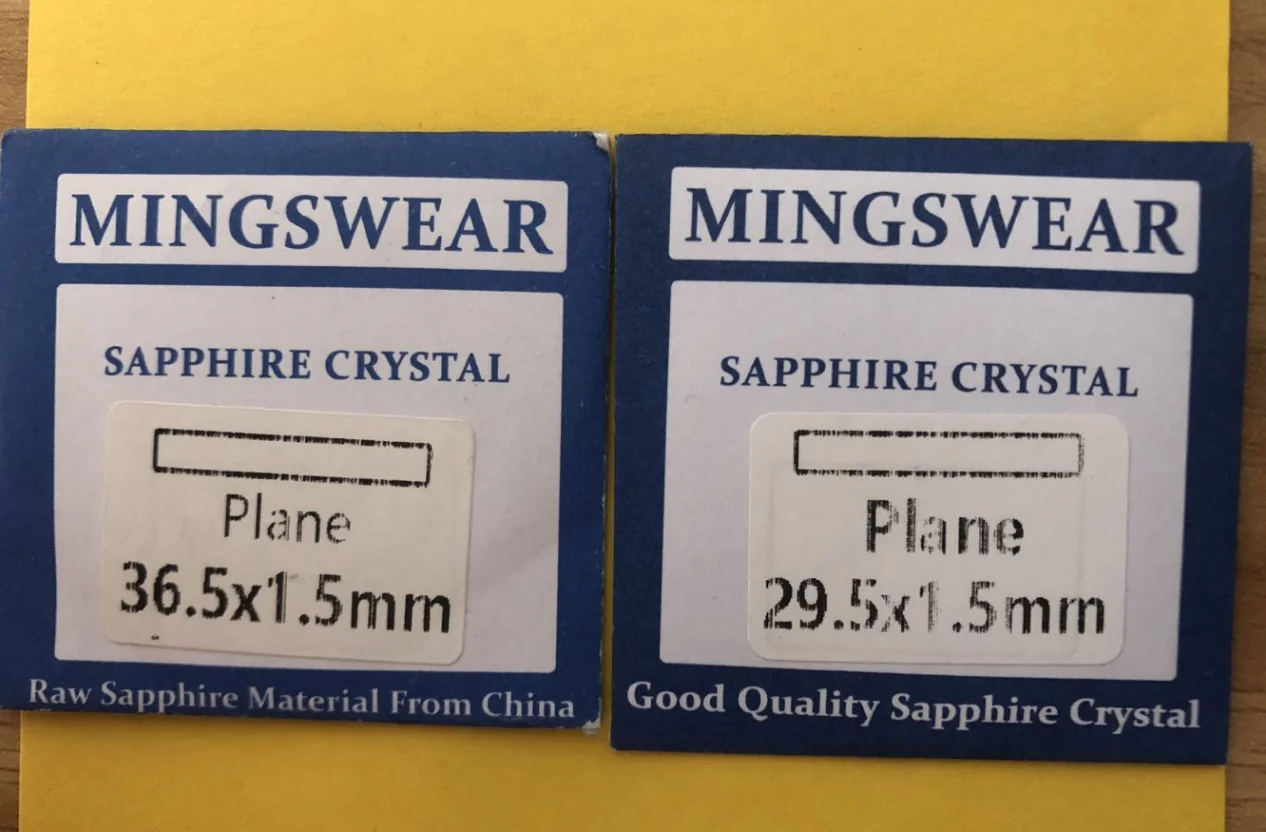 MINGSWEAR
SAPPHIRE CRYSTAL
Plane
36.5x1.5mm
Raw Sapphire Material From China
MINGSWEAR
SAPPHIRE CRYSTAL
Plane
29.5x1.5mm
Good Quality Sapphire Crystal